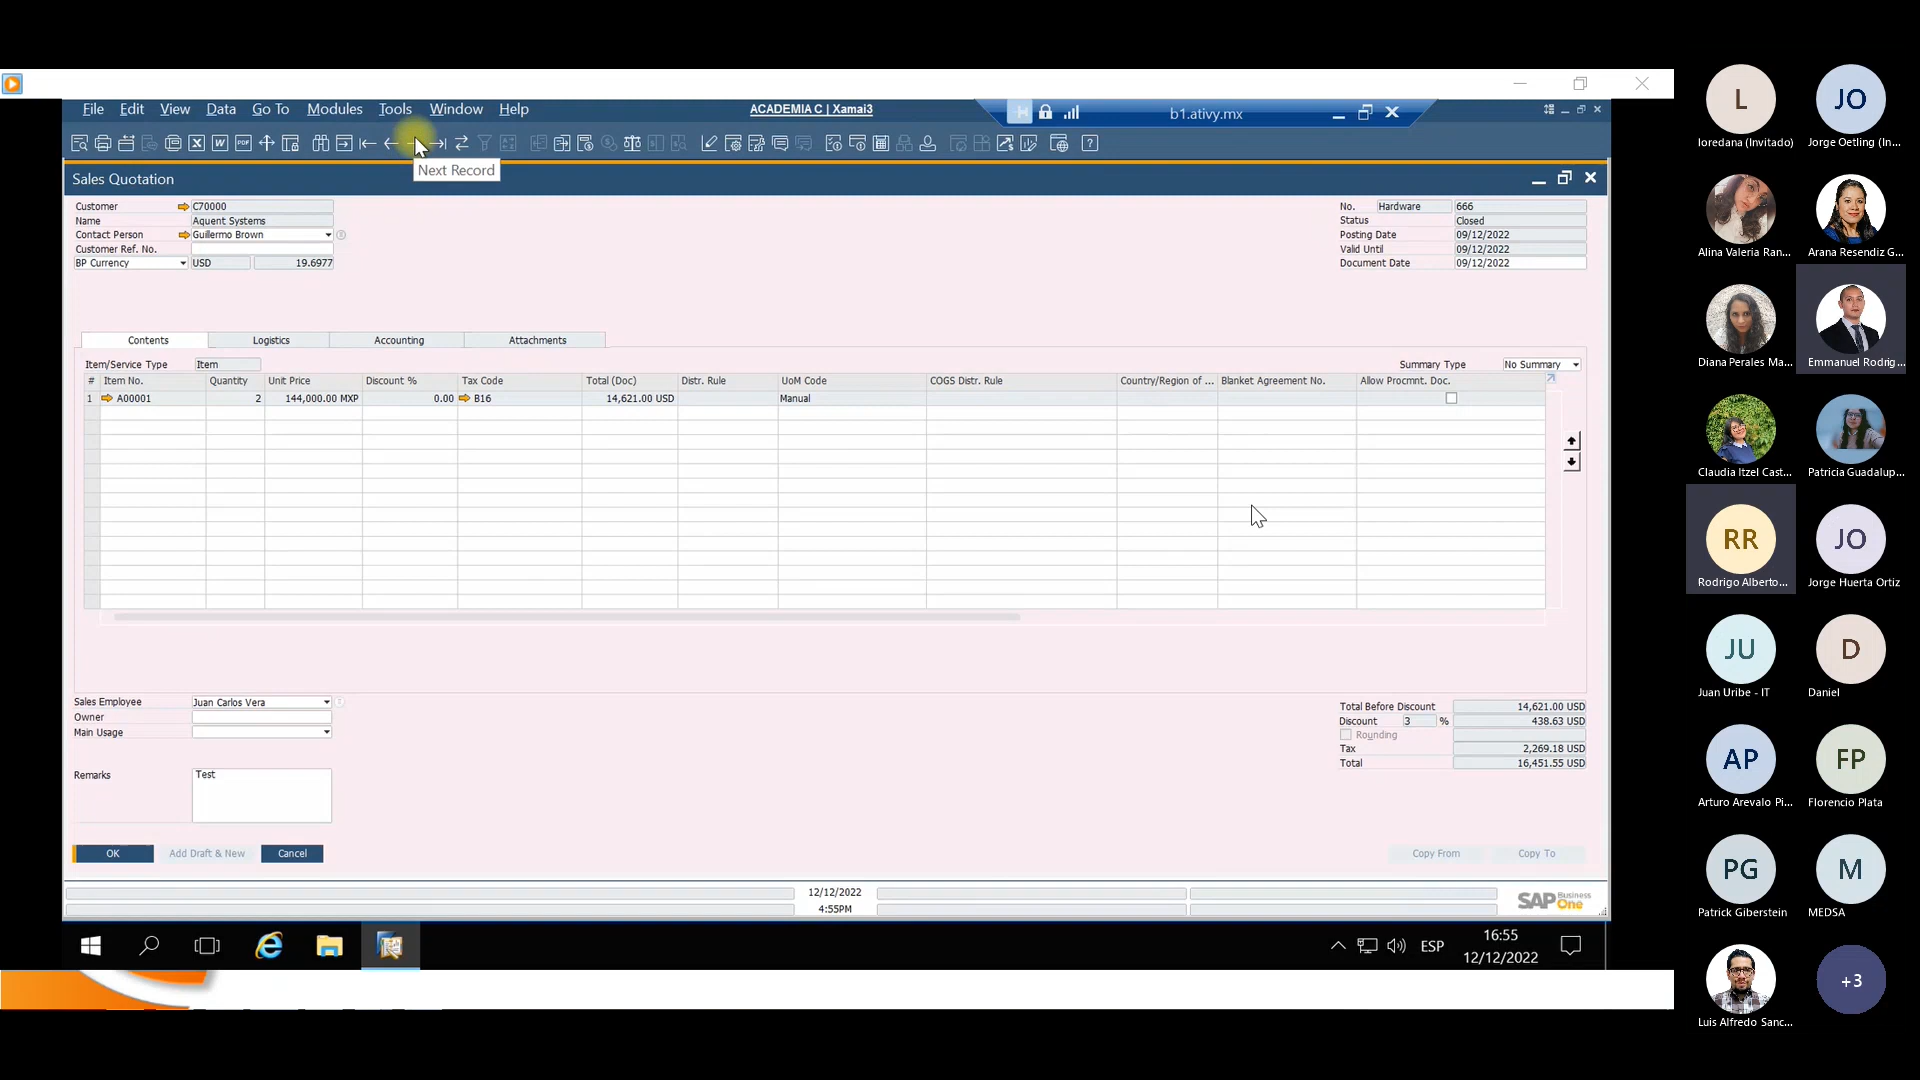 File Edit View Data Go To Modules Tools Window Help
ACADEMIA C | Xamai3
b1.ativy.mx
Next Record
Sales Quotation
Customer C70000
Name Aquent Systems
Contact Person Guillermo Brown
Customer Ref. No.
BP Currency USD 19.6977
No. Hardware 666
Status Closed
Posting Date 09/12/2022
Valid Until 09/12/2022
Document Date 09/12/2022
Contents Logistics Accounting Attachments
Item/Service Type Item
Summary Type No Summary
# Item No. Quantity Unit Price Discount % Tax Code Total (Doc) Distr. Rule UoM Code COGS Distr. Rule Country/Region of ... Blanket Agreement No. Allow Procmnt. Doc.
1 A00001 2 144,000.00 MXP 0.00 B16 14,621.00 USD Manual
Sales Employee Juan Carlos Vera
Owner
Main Usage
Remarks Test
Total Before Discount 14,621.00 USD
Discount 3 % 438.63 USD
Rounding
Tax 2,269.18 USD
Total 16,451.55 USD
OK Add Draft & New Cancel
Copy From Copy To
12/12/2022
4:55PM
SAP Business One
ESP
16:55
12/12/2022
L
loredana (Invitado)
JO
Jorge Oetling (In...
Alina Valeria Ran...
Arana Resendiz G...
Diana Perales Ma...
Emmanuel Rodrig...
Claudia Itzel Cast...
Patricia Guadalup...
RR
Rodrigo Alberto...
JO
Jorge Huerta Ortiz
JU
Juan Uribe - IT
D
Daniel
AP
Arturo Arevalo Pi...
FP
Florencio Plata
PG
Patrick Giberstein
M
MEDSA
Luis Alfredo Sanc...
+3